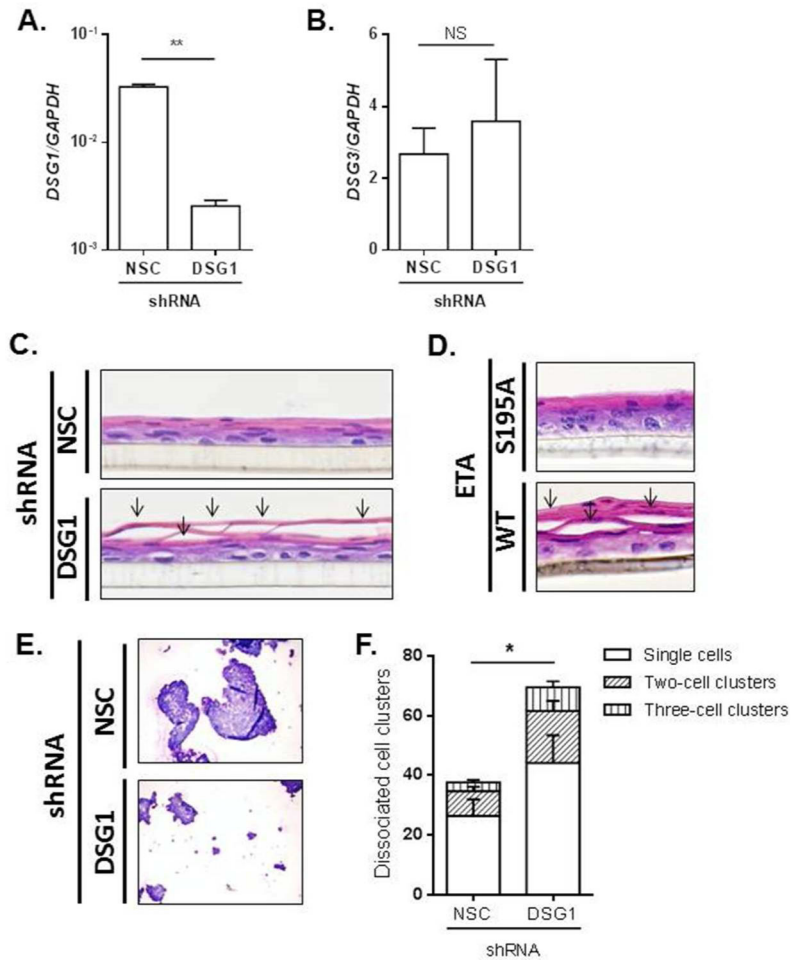 A.
10-1
**
10-2
10-3
DSG1/GAPDH
NSC DSG1
shRNA
B.
6
NS
4
2
0
DSG3/GAPDH
NSC DSG1
shRNA
C.
shRNA
NSC
DSG1
D.
ETA
S195A
WT
E.
shRNA
NSC
DSG1
F.
80
*
60
40
20
0
Dissociated cell clusters
Single cells
Two-cell clusters
Three-cell clusters
NSC DSG1
shRNA